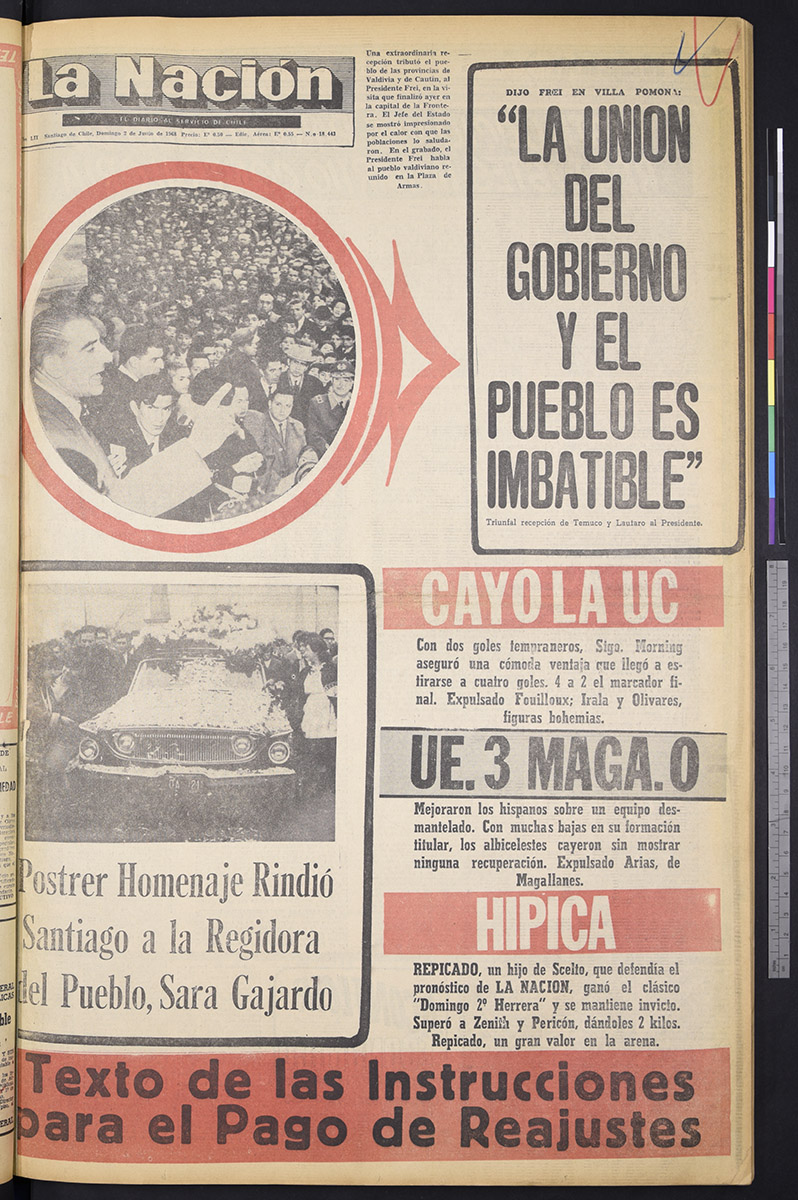 La Nación
EL DIARIO AL SERVICIO DE CHILE
Santiago de Chile, Domingo 2 de Junio de 1968 Precio: Eº 0.50 — Edic. Aérea: Eº 0.55 — N.o 18.443
Una extraordinaria re-
cepción tributó el pue-
blo de las provincias de
Valdivia y de Cautín, al
Presidente Frei, en la vi-
sita que finalizó ayer en
la capital de la Fronte-
ra. El Jefe del Estado
se mostró impresionado
por el calor con que las
poblaciones lo saluda-
ron. En el grabado, el
Presidente Frei habla
al pueblo valdiviano re-
unido en la Plaza de
Armas.
DIJO FREI EN VILLA POMONA:
“LA UNION
DEL
GOBIERNO
Y EL
PUEBLO ES
IMBATIBLE”
Triunfal recepción de Temuco y Lautaro al Presidente.
CAYO LA UC
Con dos goles tempraneros, Stgo. Morning
aseguró una cómoda ventaja que llegó a es-
tirarse a cuatro goles. 4 a 2 el marcador fi-
nal. Expulsado Fouilloux; Irala y Olivares,
figuras bohemias.
UE. 3 MAGA. 0
Mejoraron los hispanos sobre un equipo des-
mantelado. Con muchas bajas en su formación
titular, los albicelestes cayeron sin mostrar
ninguna recuperación. Expulsado Arias, de
Magallanes.
HIPICA
REPICADO, un hijo de Scelto, que defendía el
pronóstico de LA NACION, ganó el clásico
"Domingo 2º Herrera" y se mantiene invicto.
Superó a Zenith y Pericón, dándoles 2 kilos.
Repicado, un gran valor en la arena.
Postrer Homenaje Rindió
Santiago a la Regidora
del Pueblo, Sara Gajardo
Texto de las Instrucciones
para el Pago de Reajustes